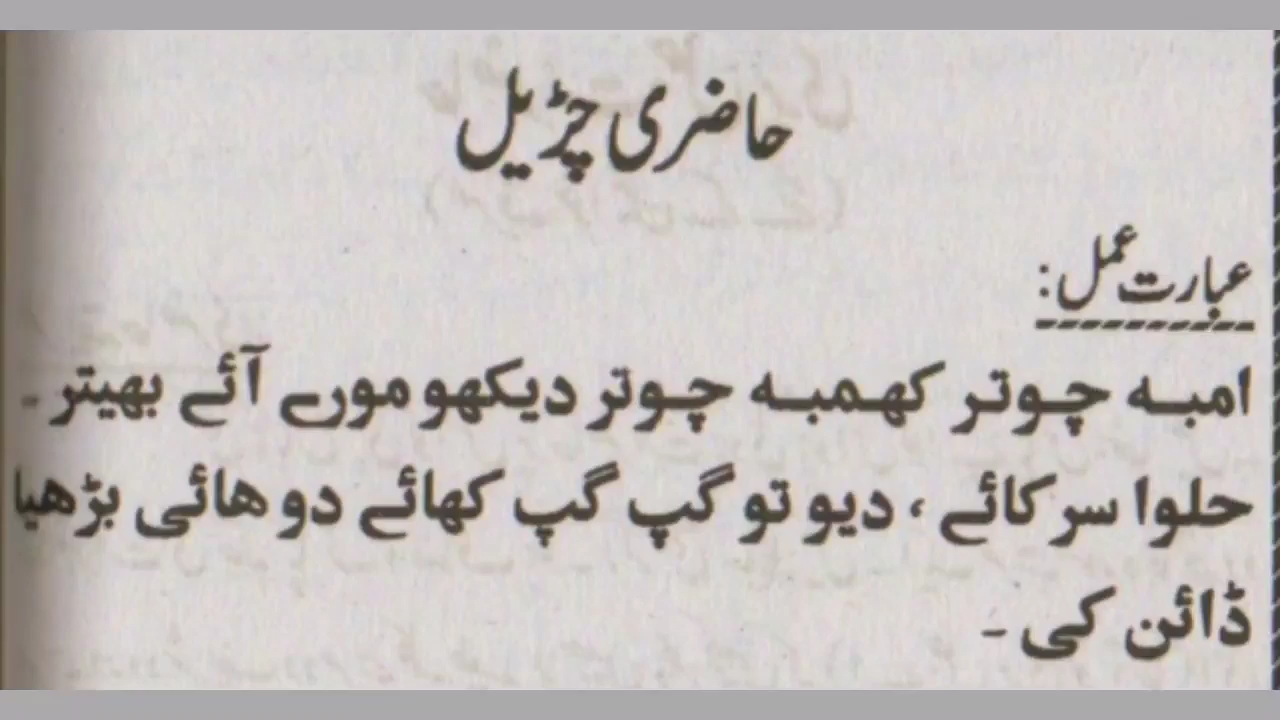 حاضری چڑیل
عبارت عمل:
امبہ چوتر کھمبہ چوتر دیکھو مورے آئے بھیتر ۔
حلوا سرکائے ، دیو تو گپ گپ کھائے دوھائی بڑھیا
ڈائن کی ۔